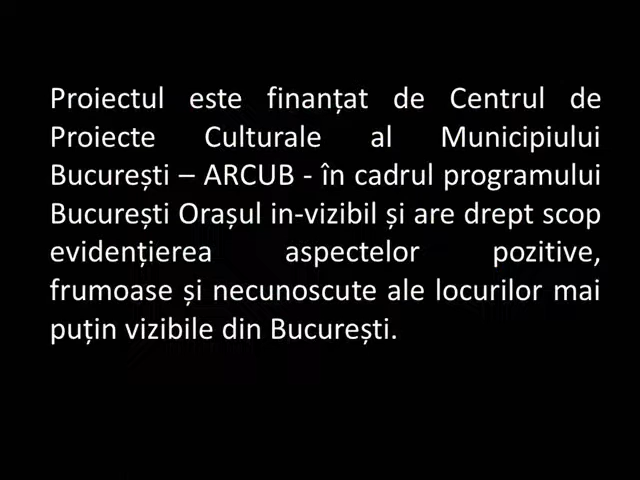 Proiectul este finanțat de Centrul de
Proiecte Culturale al Municipiului
București – ARCUB - în cadrul programului
București Orașul in-vizibil și are drept scop
evidențierea aspectelor pozitive,
frumoase și necunoscute ale locurilor mai
puțin vizibile din București.